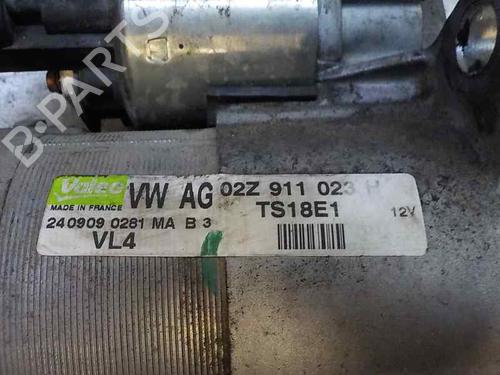 B-PARTS
Valeo VW AG 02Z 911 023 H
MADE IN FRANCE TS18E1 12V
240909 0281 MA B 3
VL4